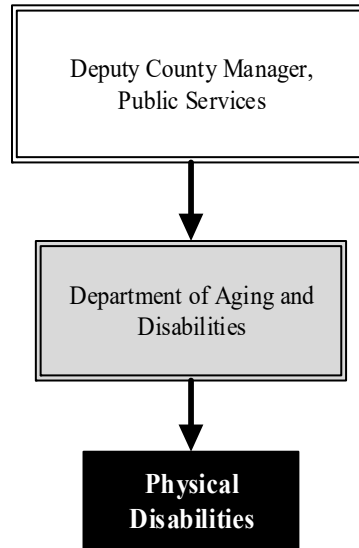 Deputy County Manager,
Public Services
Department of Aging and
Disabilities
Physical
Disabilities